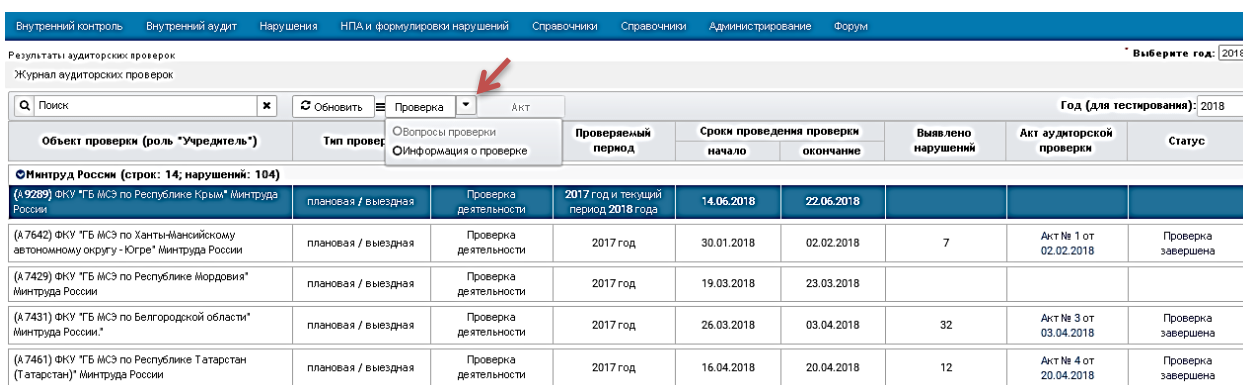 Внутренний контроль Внутренний аудит Нарушения НПА и формулировки нарушений Справочники Справочники Администрирование Форум
Результаты аудиторских проверок * Выберите год: 2018
Журнал аудиторских проверок
Поиск Обновить Проверка Акт Год (для тестирования): 2018
Вопросы проверки
Информация о проверке
Объект проверки (роль "Учредитель") Тип провер Проверяемый период Сроки проведения проверки Выявлено нарушений Акт аудиторской проверки Статус
начало окончание
Минтруд России (строк: 14; нарушений: 104)
(А 9289) ФКУ "ГБ МСЭ по Республике Крым" Минтруда плановая / выездная Проверка 2017 год и текущий 14.06.2018 22.06.2018
России деятельности период 2018 года
(А 7642) ФКУ "ГБ МСЭ по Ханты-Мансийскому плановая / выездная Проверка 2017 год 30.01.2018 02.02.2018 7 Акт № 1 от Проверка
автономному округу - Югре" Минтруда России деятельности 02.02.2018 завершена
(А 7429) ФКУ "ГБ МСЭ по Республике Мордовия" плановая / выездная Проверка 2017 год 19.03.2018 23.03.2018
Минтруда России деятельности
(А 7431) ФКУ "ГБ МСЭ по Белгородской области" плановая / выездная Проверка 2017 год 26.03.2018 03.04.2018 32 Акт № 3 от Проверка
Минтруда России." деятельности 03.04.2018 завершена
(А 7461) ФКУ "ГБ МСЭ по Республике Татарстан плановая / выездная Проверка 2017 год 16.04.2018 20.04.2018 12 Акт № 4 от Проверка
(Татарстан)" Минтруда России деятельности 20.04.2018 завершена